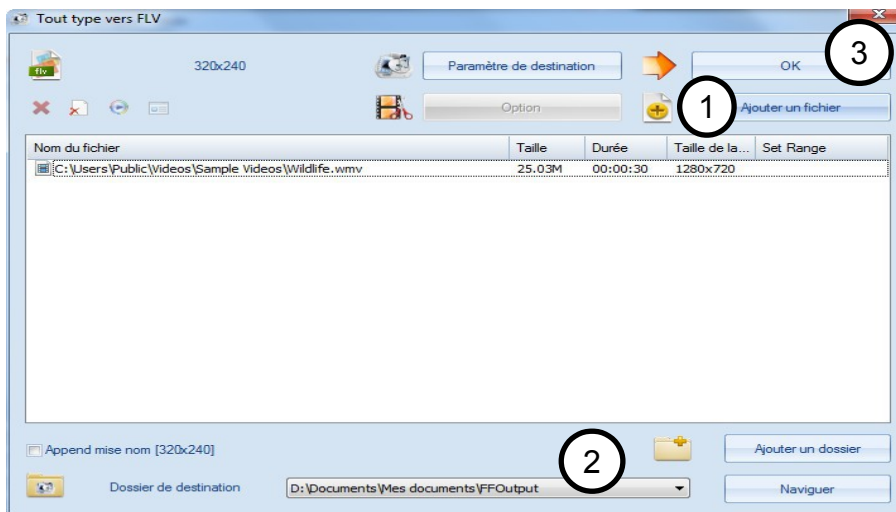 Tout type vers FLV
flv
320x240
Paramètre de destination
OK
3
Option
1
Ajouter un fichier
Nom du fichier Taille Durée Taille de la... Set Range
C:\Users\Public\Videos\Sample Videos\Wildlife.wmv 25.03M 00:00:30 1280x720
Append mise nom [320x240]
2
Ajouter un dossier
Dossier de destination
D:\Documents\Mes documents\FFOutput
Naviguer